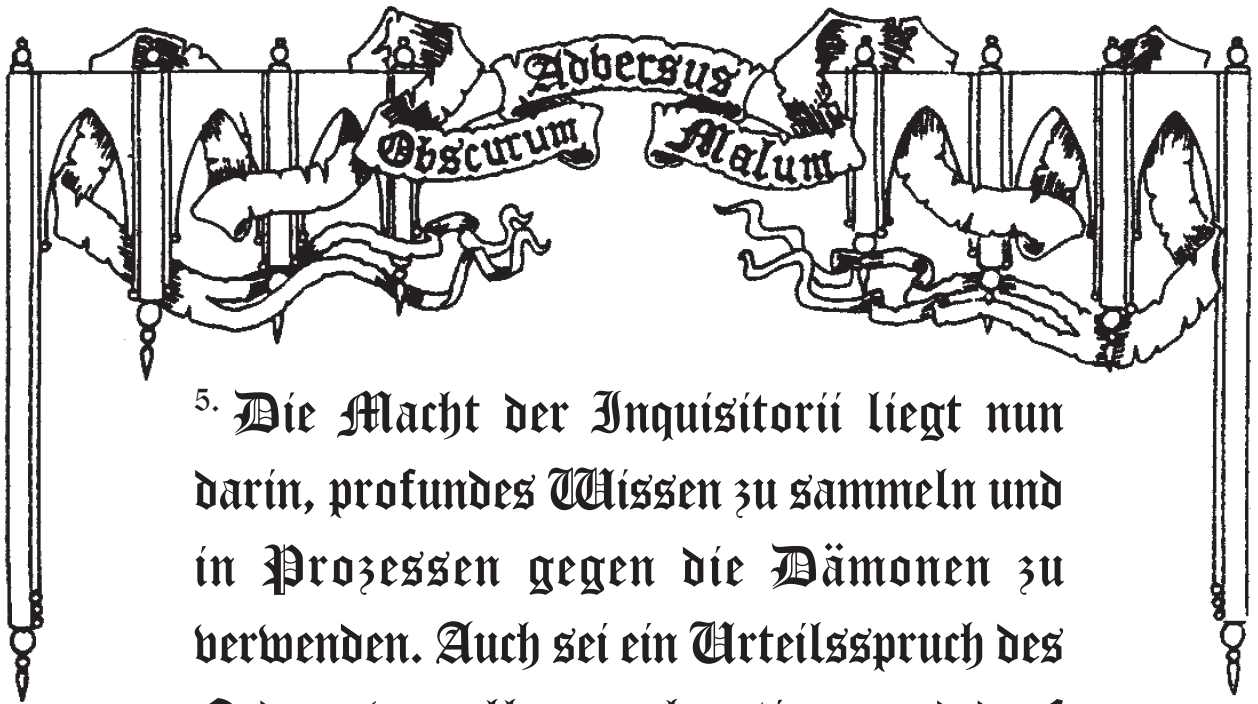 Adversus
Obscurum Malum
5. Die Macht der Inquisitorii liegt nun
darin, profundes Wissen zu sammeln und
in Prozessen gegen die Dämonen zu
verwenden. Auch sei ein Urteilsspruch des